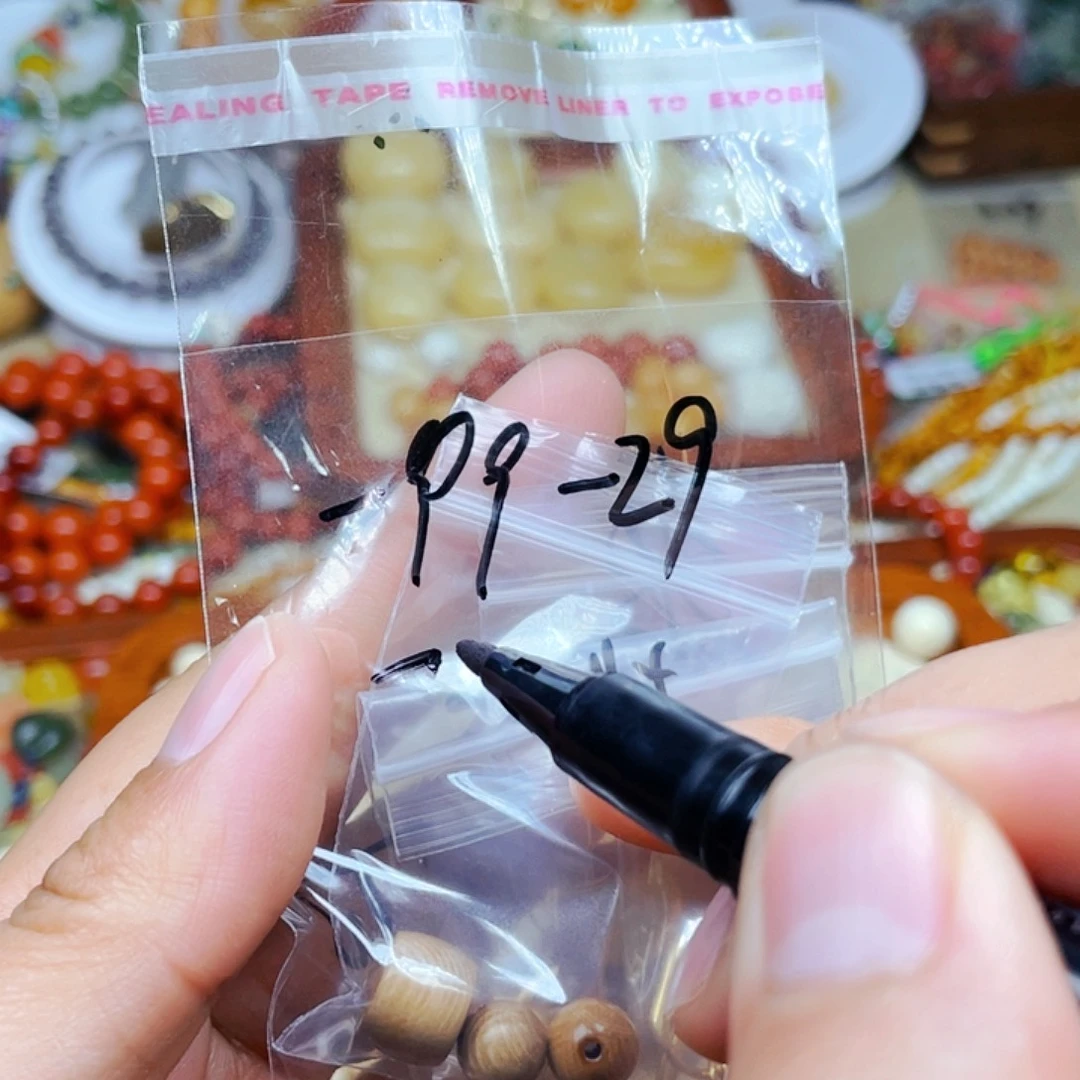 EALING TAPE REMOVE LINER TO EXPOSE
-99-29